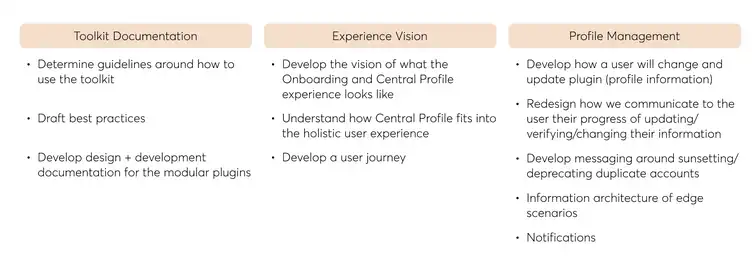 Toolkit Documentation
• Determine guidelines around how to
use the toolkit
• Draft best practices
• Develop design + development
documentation for the modular plugins
Experience Vision
• Develop the vision of what the
Onboarding and Central Profile
experience looks like
• Understand how Central Profile fits into
the holistic user experience
• Develop a user journey
Profile Management
• Develop how a user will change and
update plugin (profile information)
• Redesign how we communicate to the
user their progress of updating/
verifying/changing their information
• Develop messaging around sunsetting/
deprecating duplicate accounts
• Information architecture of edge
scenarios
• Notifications